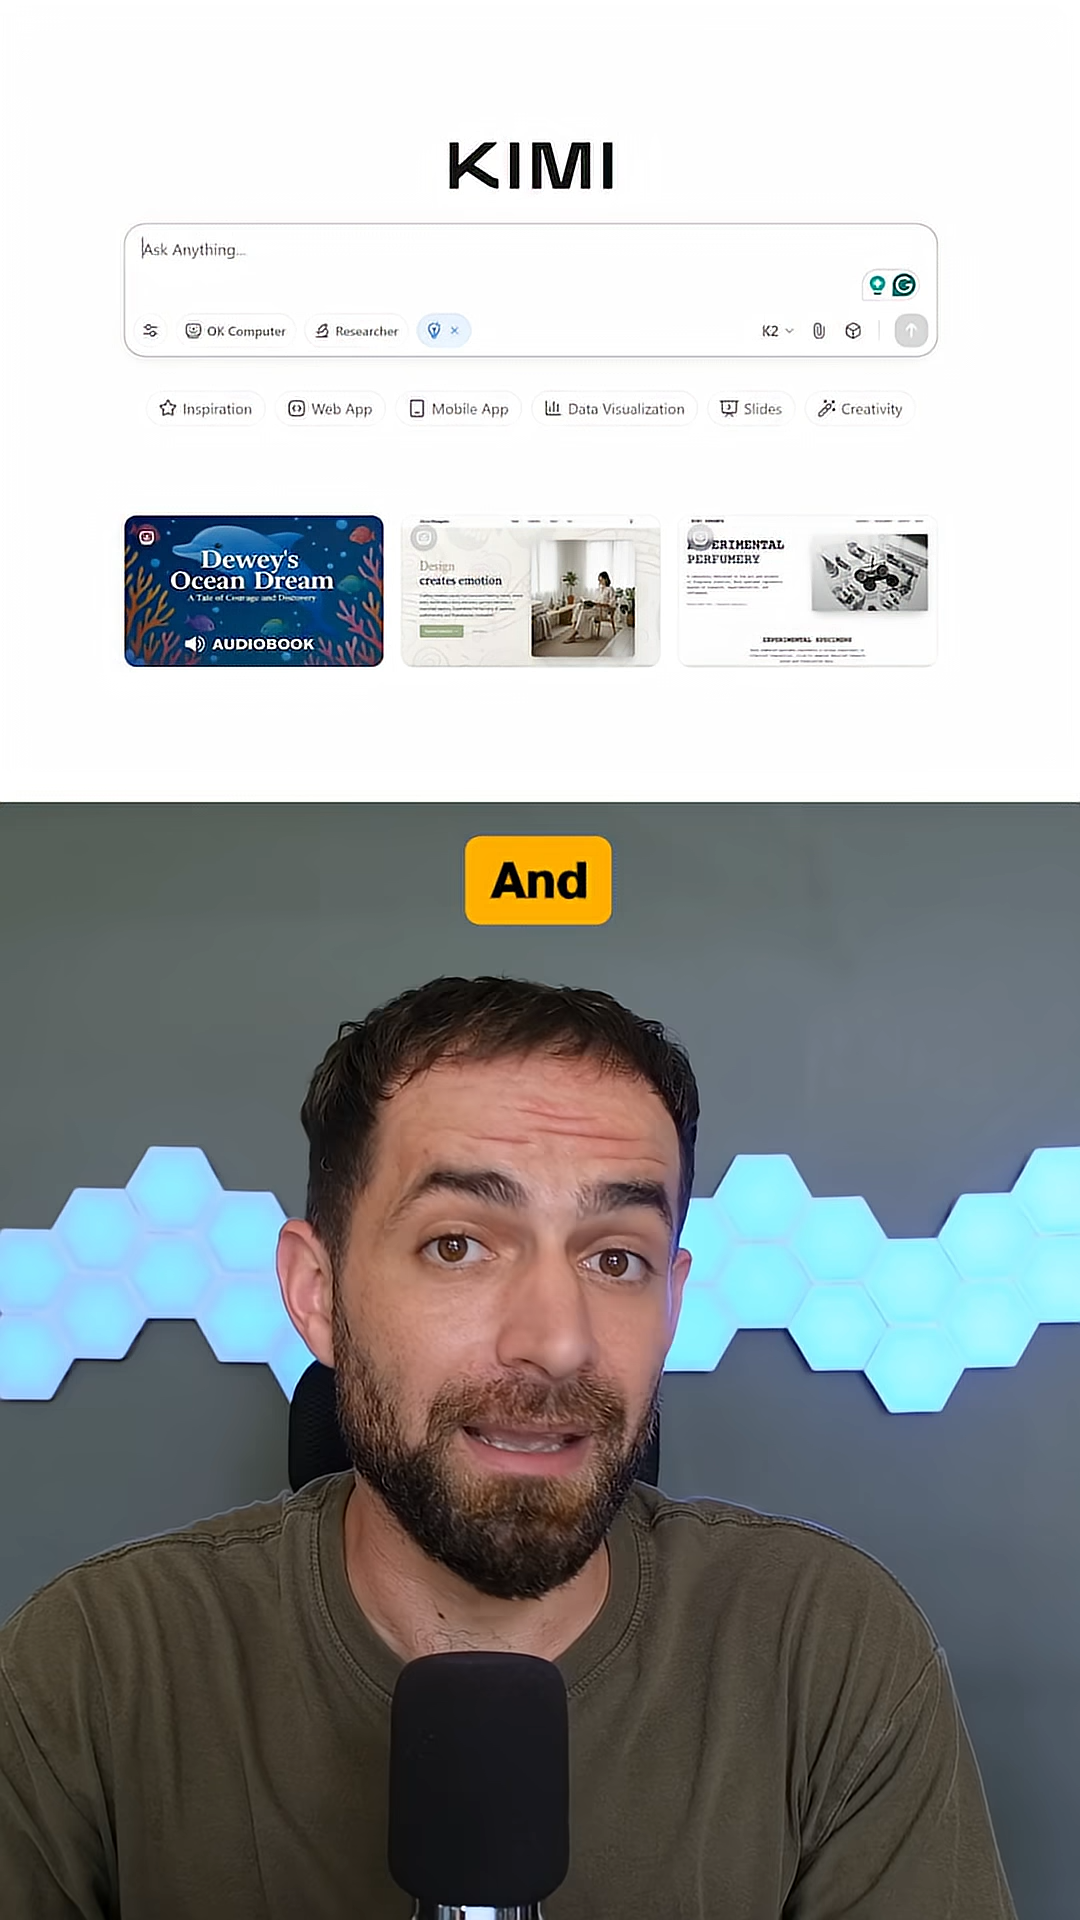 KIMI
Ask Anything...
OK Computer
Researcher
K2
Inspiration
Web App
Mobile App
Data Visualization
Slides
Creativity
Dewey's
Ocean Dream
A Tale of Courage and Discovery
AUDIOBOOK
Design
creates emotion
ERIMENTAL
PERFUMERY
EXPERIMENTAL SPECIMENS
And